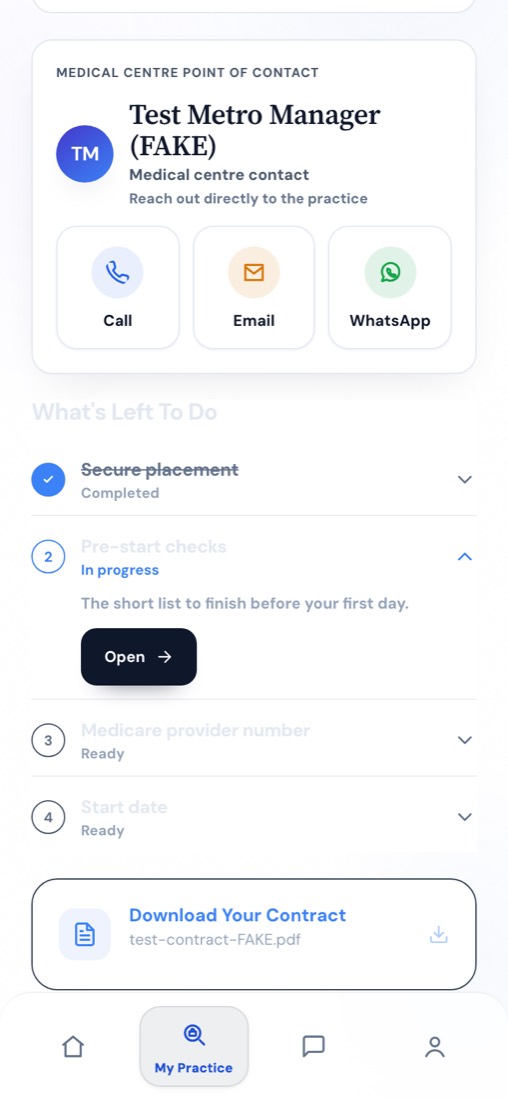 MEDICAL CENTRE POINT OF CONTACT
TM
Test Metro Manager
(FAKE)
Medical centre contact
Reach out directly to the practice
Call
Email
WhatsApp
What's Left To Do
Secure placement
Completed
2
Pre-start checks
In progress
The short list to finish before your first day.
Open →
3
Medicare provider number
Ready
4
Start date
Ready
Download Your Contract
test-contract-FAKE.pdf
My Practice